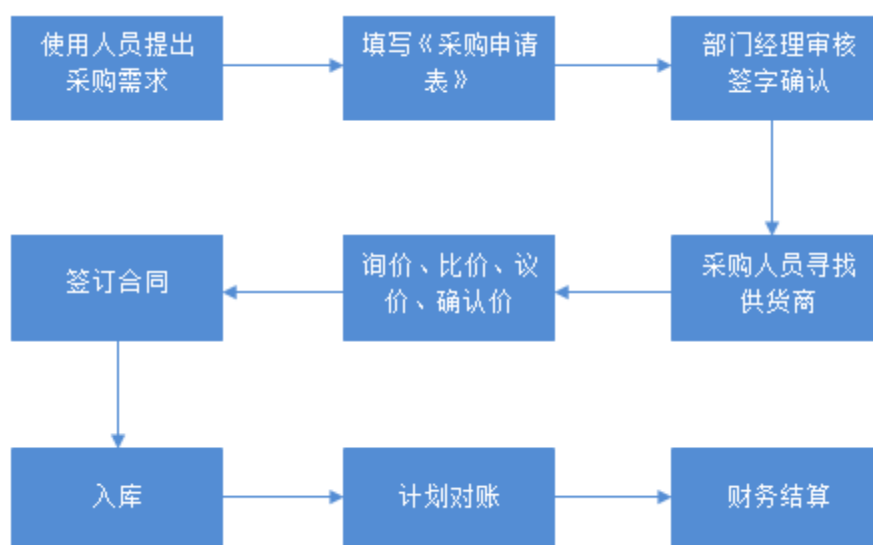 使用人员提出
采购需求
填写《采购申请
表》
部门经理审核
签字确认
采购人员寻找
供货商
询价、比价、议
价、确认价
签订合同
入库
计划对账
财务结算